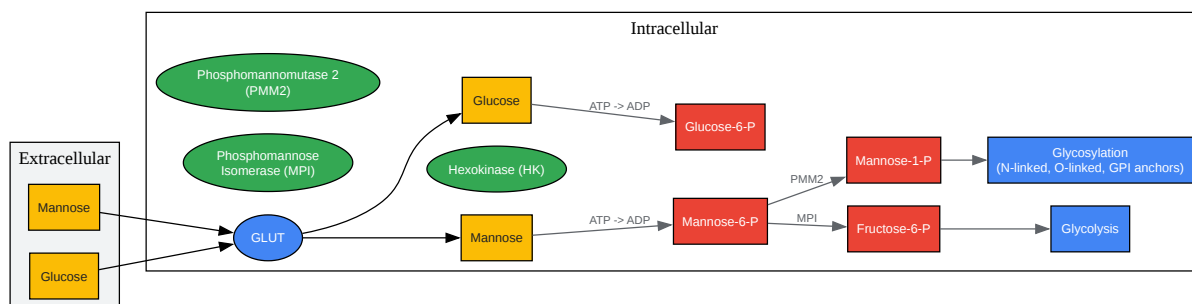 Intracellular
Phosphomannomutase 2
(PMM2)
Glucose
ATP -> ADP
Glucose-6-P
Extracellular
Phosphomannose
Isomerase (MPI)
Hexokinase (HK)
Mannose-1-P
Glycosylation
(N-linked, O-linked, GPI anchors)
PMM2
Mannose
GLUT
Mannose
ATP -> ADP
Mannose-6-P
MPI
Fructose-6-P
Glycolysis
Glucose